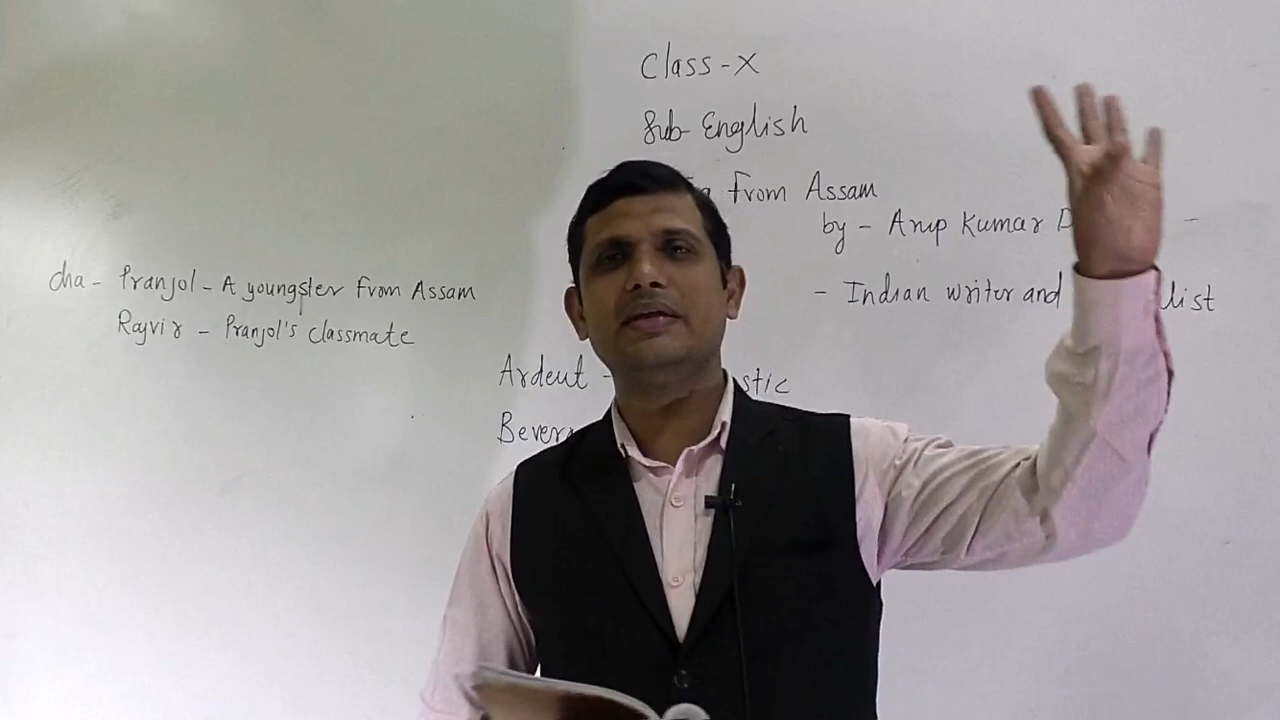 Class-X
Sub- English
from Assam
by - Arup Kumar
- Indian writer and
cha- Pranjol - A youngster from Assam
Rajvir - Pranjol's classmate
Ardeut -